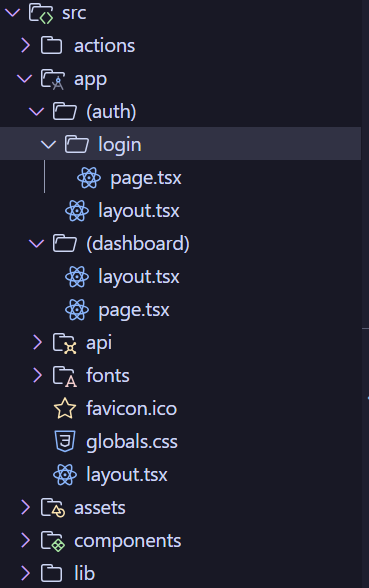 src
actions
app
(auth)
login
page.tsx
layout.tsx
(dashboard)
layout.tsx
page.tsx
api
fonts
favicon.ico
globals.css
layout.tsx
assets
components
lib